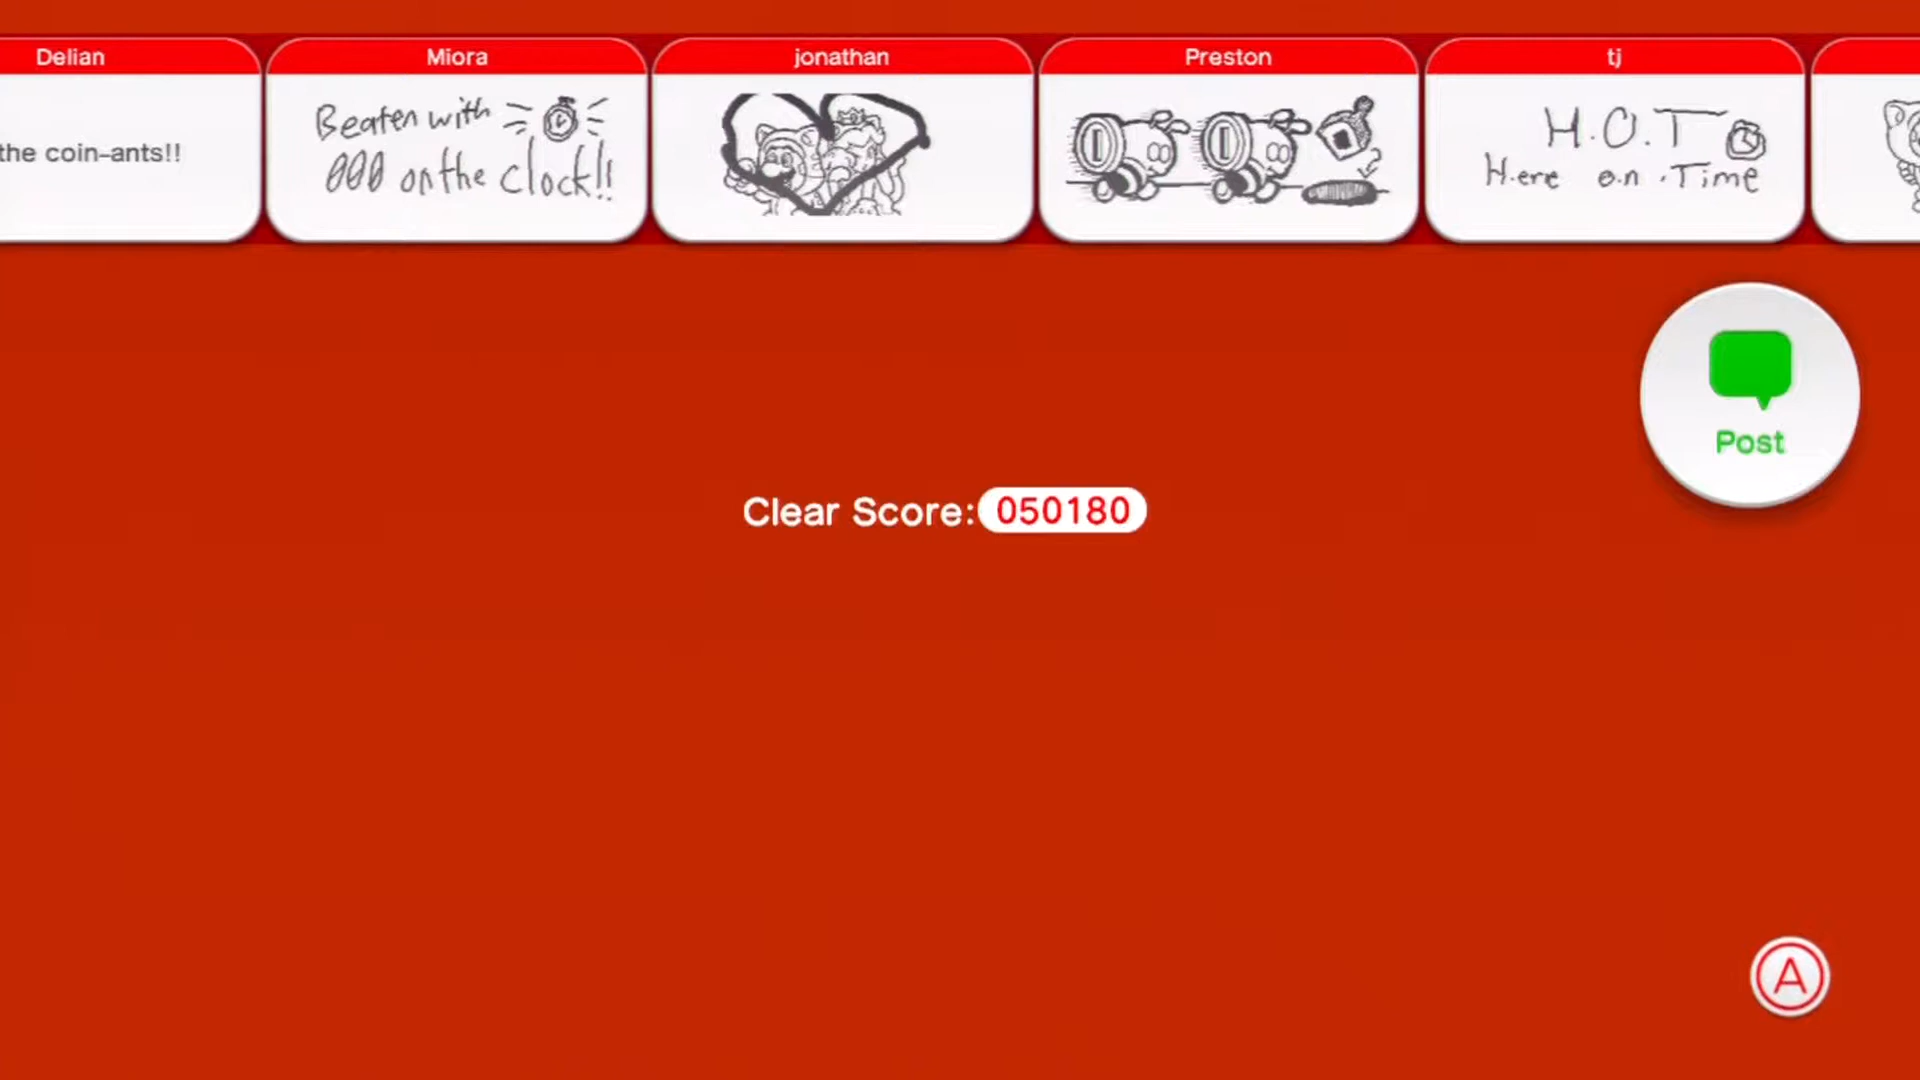 Delian
the coin-ants!!
Miora
Beaten with
000 on the clock!!
jonathan
Preston
tj
H.O.T
Here on Time
Post
Clear Score: 050180
A